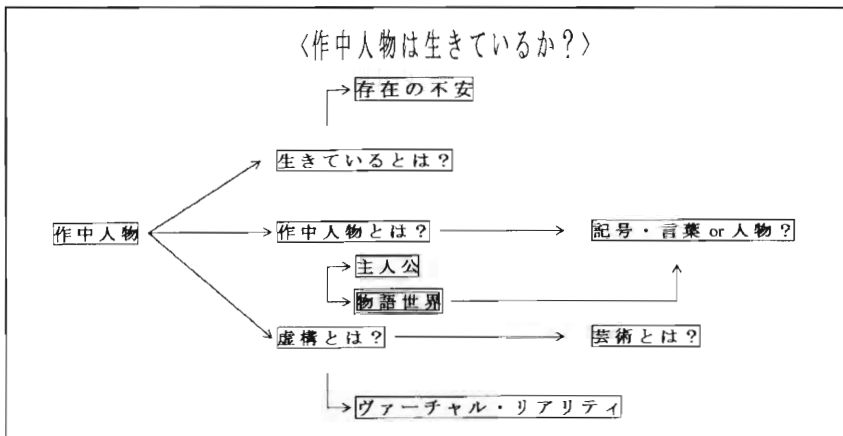 〈作中人物は生きているか？〉
存在の不安
生きているとは？
作中人物
作中人物とは？
記号・言葉 or 人物？
主人公
物語世界
虚構とは？
芸術とは？
ヴァーチャル・リアリティ